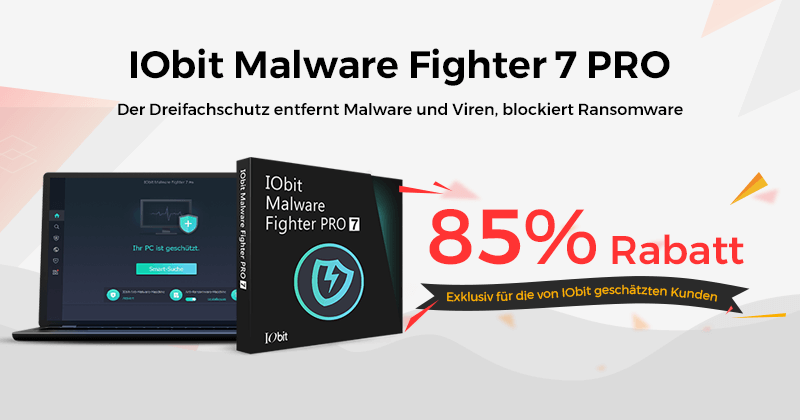 IObit Malware Fighter 7 PRO
Der Dreifachschutz entfernt Malware und Viren, blockiert Ransomware
IObit Malware Fighter 7 Pro
Ihr PC ist geschützt.
Smart-Suche
IObit Malware Fighter PRO 7
IObit
Malware
Fighter PRO 7
IObit
85% Rabatt
Exklusiv für die von IObit geschätzten Kunden